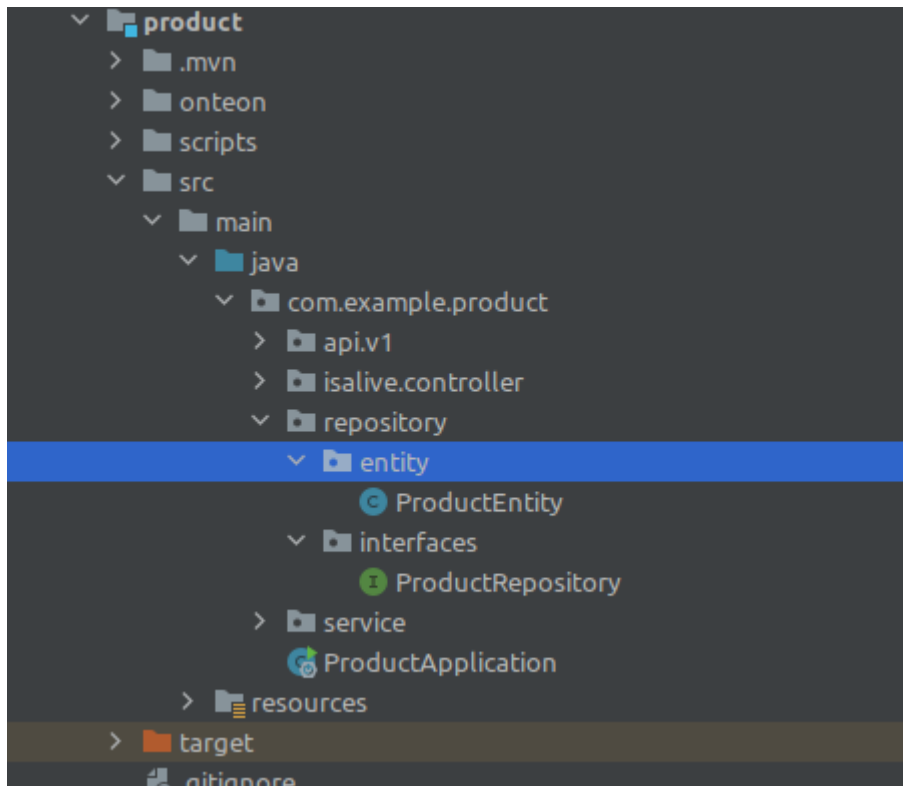 product
.mvn
onteon
scripts
src
main
java
com.example.product
api.v1
isalive.controller
repository
entity
ProductEntity
interfaces
ProductRepository
service
ProductApplication
resources
target
.gitignore